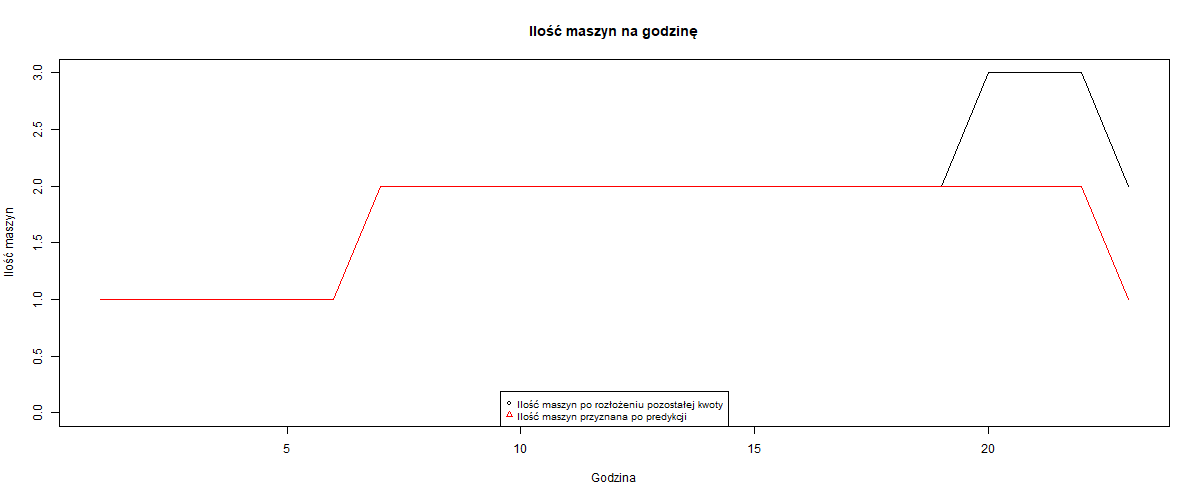 Ilość maszyn na godzinę
Ilość maszyn
3.0
2.5
2.0
1.5
1.0
0.5
0.0
Ilość maszyn po rozłożeniu pozostałej kwoty
Ilość maszyn przyznana po predykcji
5 10 15 20
Godzina